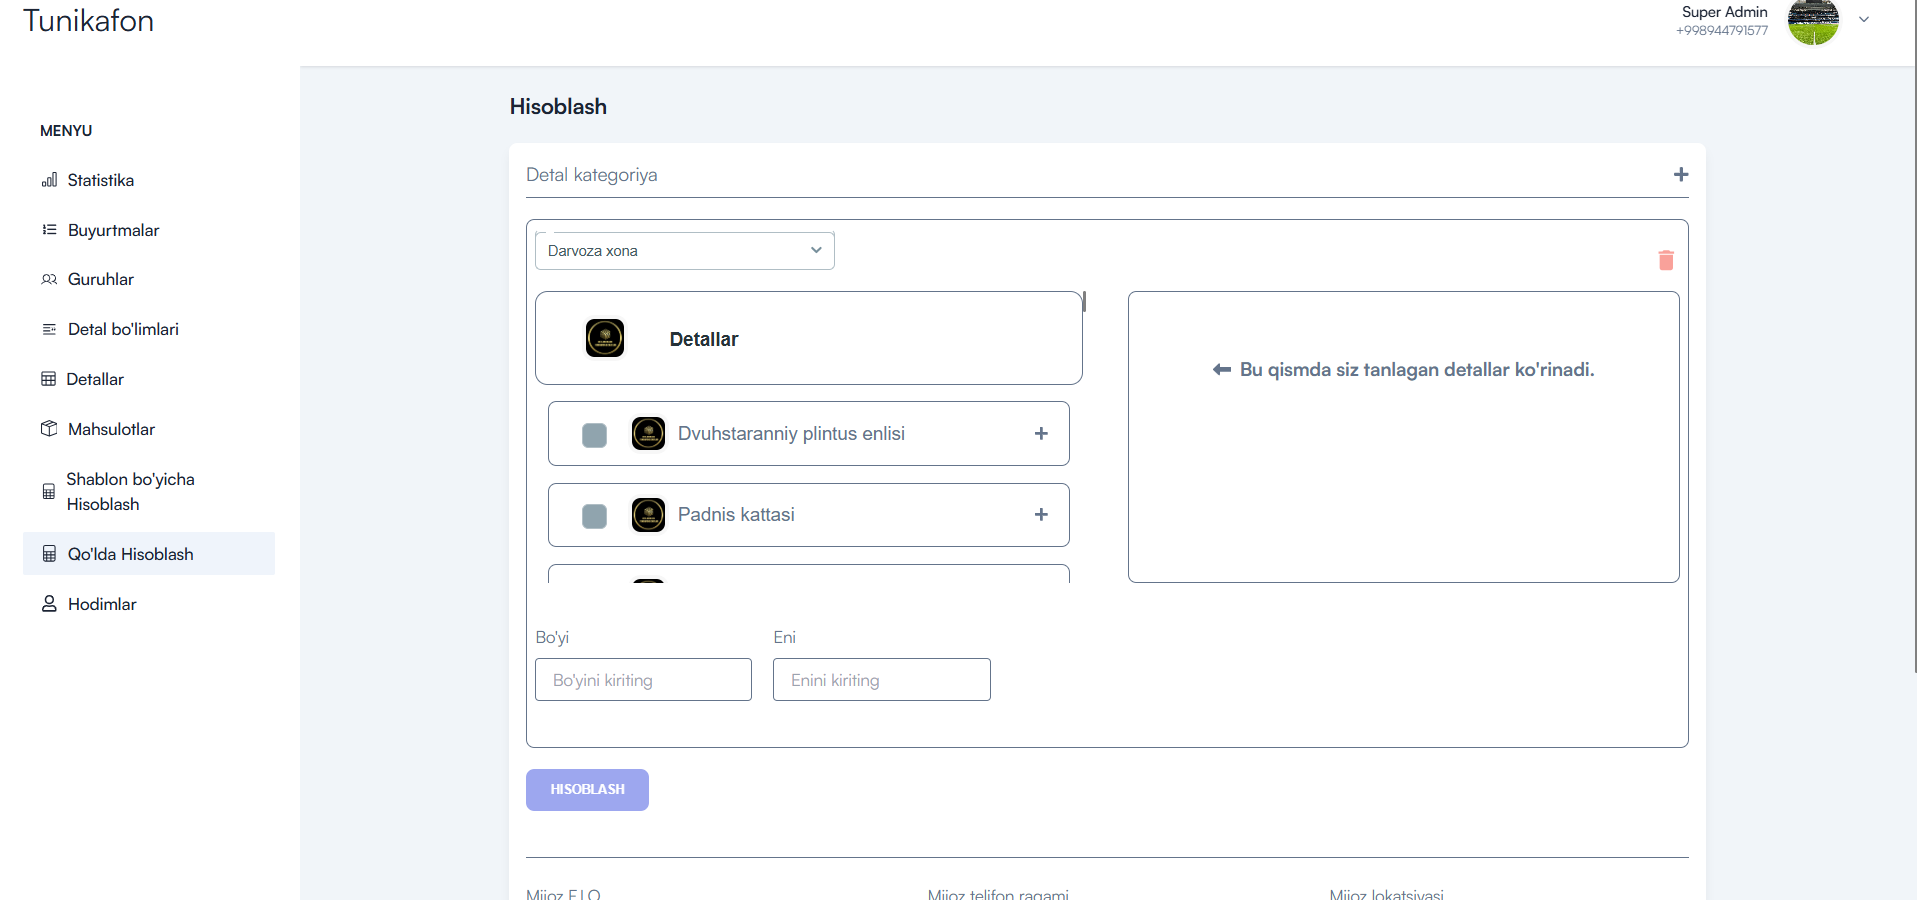 Tunikafon
Super Admin
+998944791577
MENYU
Statistika
Buyurtmalar
Guruhlar
Detal bo'limlari
Detallar
Mahsulotlar
Shablon bo'yicha
Hisoblash
Qo'lda Hisoblash
Hodimlar
Hisoblash
Detal kategoriya
Darvoza xona
Detallar
Dvuhstaranniy plintus enlisi
Padnis kattasi
Bu qismda siz tanlagan detallar ko'rinadi.
Bo'yi
Eni
Bo'yini kiriting
Enini kiriting
HISOBLASH
Mijoz F.I.O
Mijoz telifon raqami
Mijoz lokatsiyasi